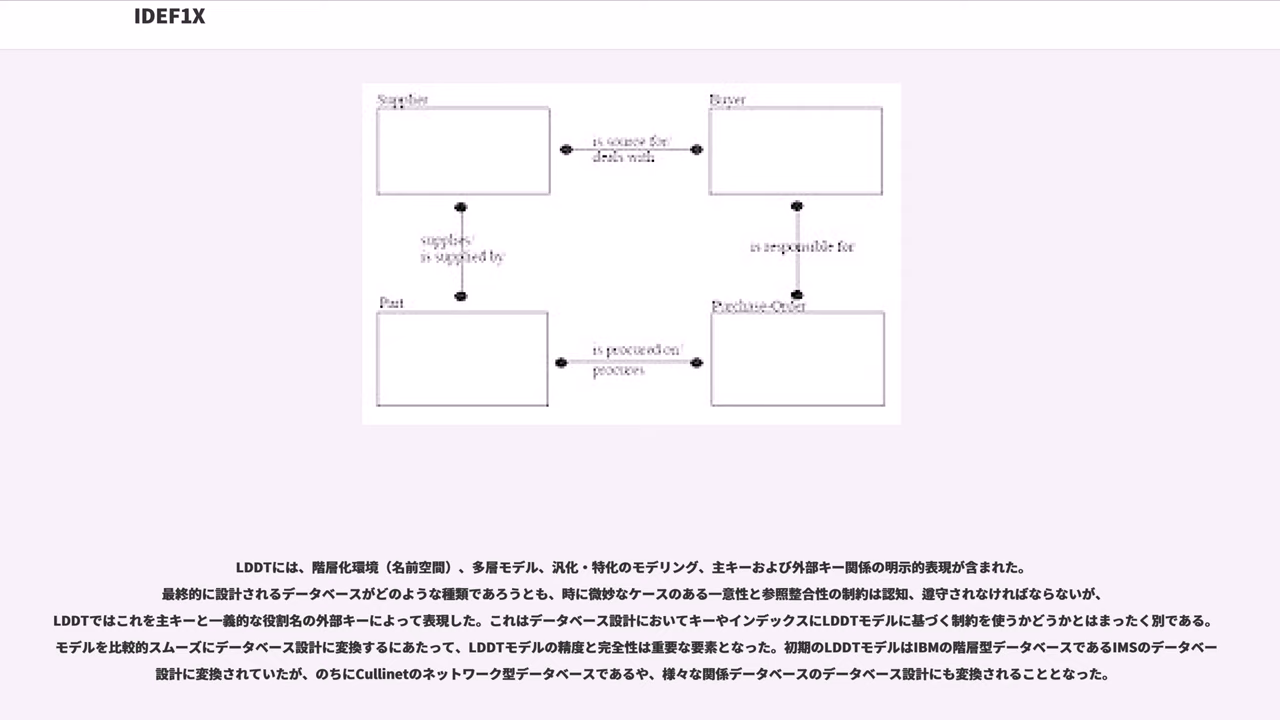 IDEF1X
Supplier
Buyer
is source for/
deals with
supplies/
is supplied by
is responsible for
Part
Purchase-Order
is procured on/
procures
LDDTには、階層化環境（名前空間）、多層モデル、汎化・特化のモデリング、主キーおよび外部キー関係の明示的表現が含まれた。
最終的に設計されるデータベースがどのような種類であろうとも、時に微妙なケースのある一意性と参照整合性の制約は認知、遵守されなければならないが、
LDDTではこれを主キーと一義的な役割名の外部キーによって表現した。これはデータベース設計においてキーやインデックスにLDDTモデルに基づく制約を使うかどうかとはまったく別である。
モデルを比較的スムーズにデータベース設計に変換するにあたって、LDDTモデルの精度と完全性は重要な要素となった。初期のLDDTモデルはIBMの階層型データベースであるIMSのデータベー
設計に変換されていたが、のちにCullinetのネットワーク型データベースであるや、様々な関係データベースのデータベース設計にも変換されることとなった。